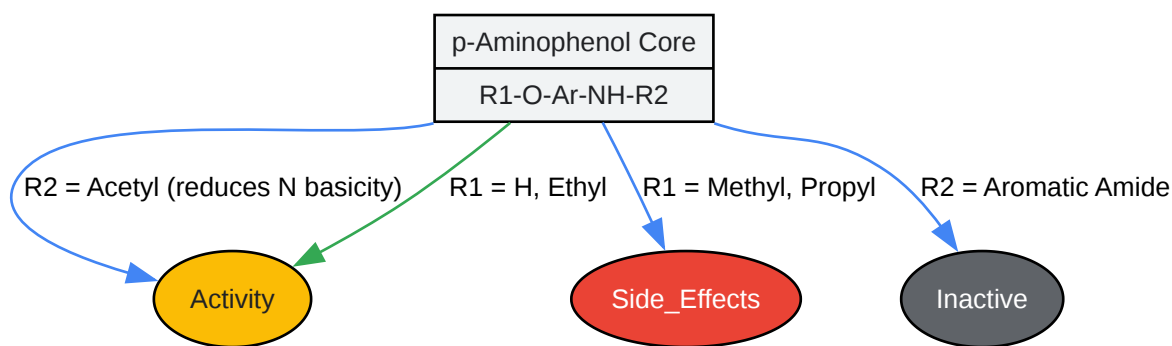 p-Aminophenol Core
R1-O-Ar-NH-R2
R2 = Acetyl (reduces N basicity)
R1 = H, Ethyl
R1 = Methyl, Propyl
R2 = Aromatic Amide
Activity
Side_Effects
Inactive